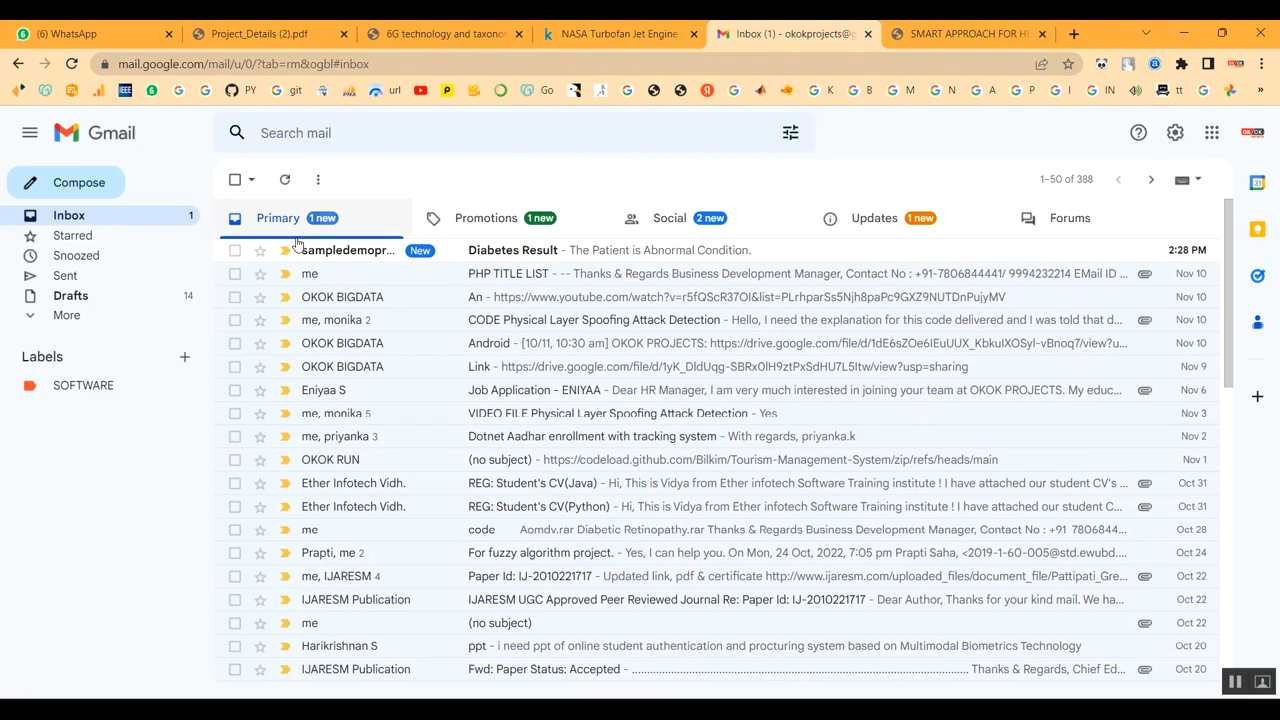 (6) WhatsApp
Project_Details (2).pdf
6G technology and taxono
NASA Turbofan Jet Engine
Inbox (1) - okokprojects@g
SMART APPROACH FOR HE
mail.google.com/mail/u/0/?tab=rm&ogbl#inbox
PY
git
url
Go
K
B
M
N
A
P
I
IN
tt
Gmail
Search mail
Compose
1–50 of 388
Inbox 1
Starred
Snoozed
Sent
Drafts 14
More
Labels
SOFTWARE
Primary 1 new
Promotions 1 new
Social 2 new
Updates 1 new
Forums
sampledemopr... New Diabetes Result - The Patient is Abnormal Condition. 2:28 PM
me PHP TITLE LIST - -- Thanks & Regards Business Development Manager, Contact No : +91-7806844441/ 9994232214 EMail ID ... Nov 10
OKOK BIGDATA An - https://www.youtube.com/watch?v=r5fQScR37OI&list=PLrhparSs5Njh8paPc9GXZ9NUTDnPujyMV Nov 10
me, monika 2 CODE Physical Layer Spoofing Attack Detection - Hello, I need the explanation for this code delivered and I was told that d... Nov 10
OKOK BIGDATA Android - [10/11, 10:30 am] OKOK PROJECTS: https://drive.google.com/file/d/1dE6sZOe6IEuUUX_KbkuIXOSyl-vBnoq7/view?u... Nov 10
OKOK BIGDATA Link - https://drive.google.com/file/d/1yK_DldUqg-SBRx0lH9ztPxSdHU7L5Itw/view?usp=sharing Nov 9
Eniyaa S Job Application - ENIYAA - Dear HR Manager, I am very much interested in joining your team at OKOK PROJECTS. My educ... Nov 6
me, monika 5 VIDEO FILE Physical Layer Spoofing Attack Detection - Yes Nov 3
me, priyanka 3 Dotnet Aadhar enrollment with tracking system - With regards, priyanka.k Nov 2
OKOK RUN (no subject) - https://codeload.github.com/Bilkim/Tourism-Management-System/zip/refs/heads/main Nov 1
Ether Infotech Vidh. REG: Student's CV(Java) - Hi, This is Vidya from Ether infotech Software Training institute ! I have attached our student CV's ... Oct 31
Ether Infotech Vidh. REG: Student's CV(Python) - Hi, This is Vidya from Ether infotech Software Training institute ! I have attached our student C... Oct 31
me code Aomdv.rar Diabetic Retinopathy.rar Thanks & Regards Business Development Manager, Contact No : +91 7806844... Oct 28
Prapti, me 2 For fuzzy algorithm project. - Yes, I can help you. On Mon, 24 Oct, 2022, 7:05 pm Prapti Saha, <2019-1-60-005@std.ewubd.... Oct 24
me, IJARESM 4 Paper Id: IJ-2010221717 - Updated link, pdf & certificate http://www.ijaresm.com/uploaded_files/document_file/Pattipati_Gre... Oct 22
IJARESM Publication IJARESM UGC Approved Peer Reviewed Journal Re: Paper Id: IJ-2010221717 - Dear Author, Thanks for your kind mail. We ha... Oct 22
me (no subject) Oct 22
Harikrishnan S ppt - i need ppt of online student authentication and procturing system based on Multimodal Biometrics Technology Oct 20
IJARESM Publication Fwd: Paper Status: Accepted - ................................................................ Thanks & Regards, Chief Ed... Oct 20